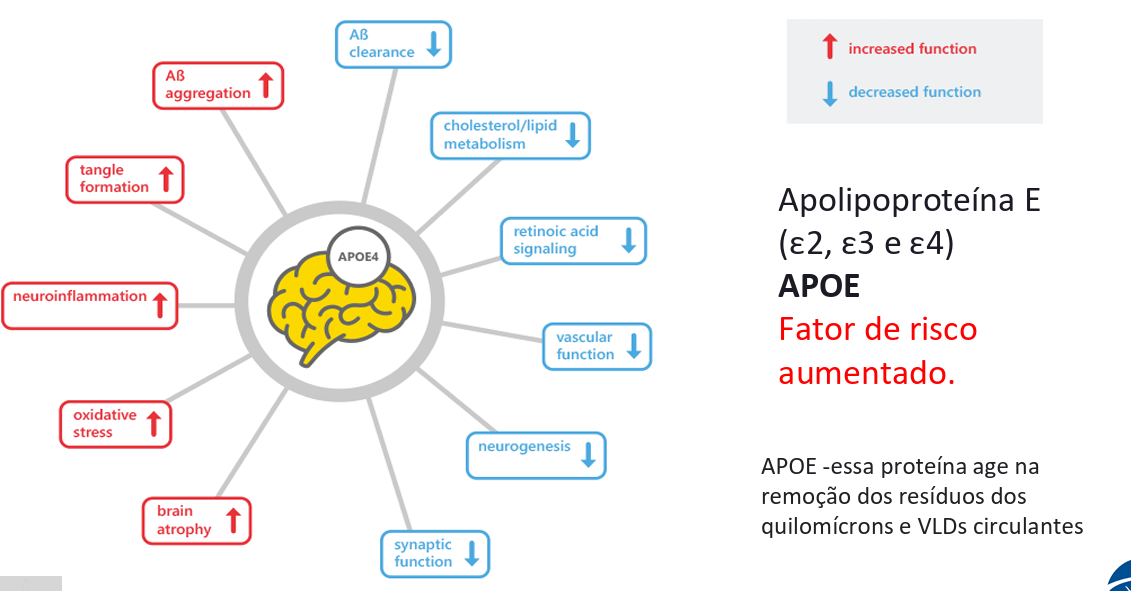 Aß
clearance
Aß
aggregation
cholesterol/lipid
metabolism
tangle
formation
retinoic acid
signaling
APOE4
neuroinflammation
vascular
function
oxidative
stress
neurogenesis
brain
atrophy
synaptic
function
increased function
decreased function
Apolipoproteína E
(ε2, ε3 e ε4)
APOE
Fator de risco
aumentado.
APOE -essa proteína age na
remoção dos resíduos dos
quilomícrons e VLDs circulantes